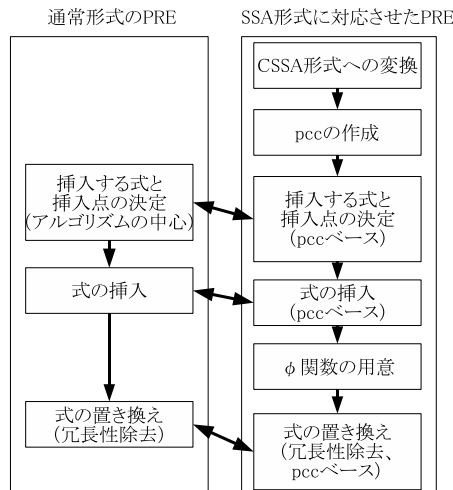 通常形式のPRE
挿入する式と
挿入点の決定
(アルゴリズムの中心)
式の挿入
式の置き換え
(冗長性除去)
SSA形式に対応させたPRE
CSSA形式への変換
pccの作成
挿入する式と
挿入点の決定
(pccベース)
式の挿入
(pccベース)
φ関数の用意
式の置き換え
(冗長性除去、
pccベース)